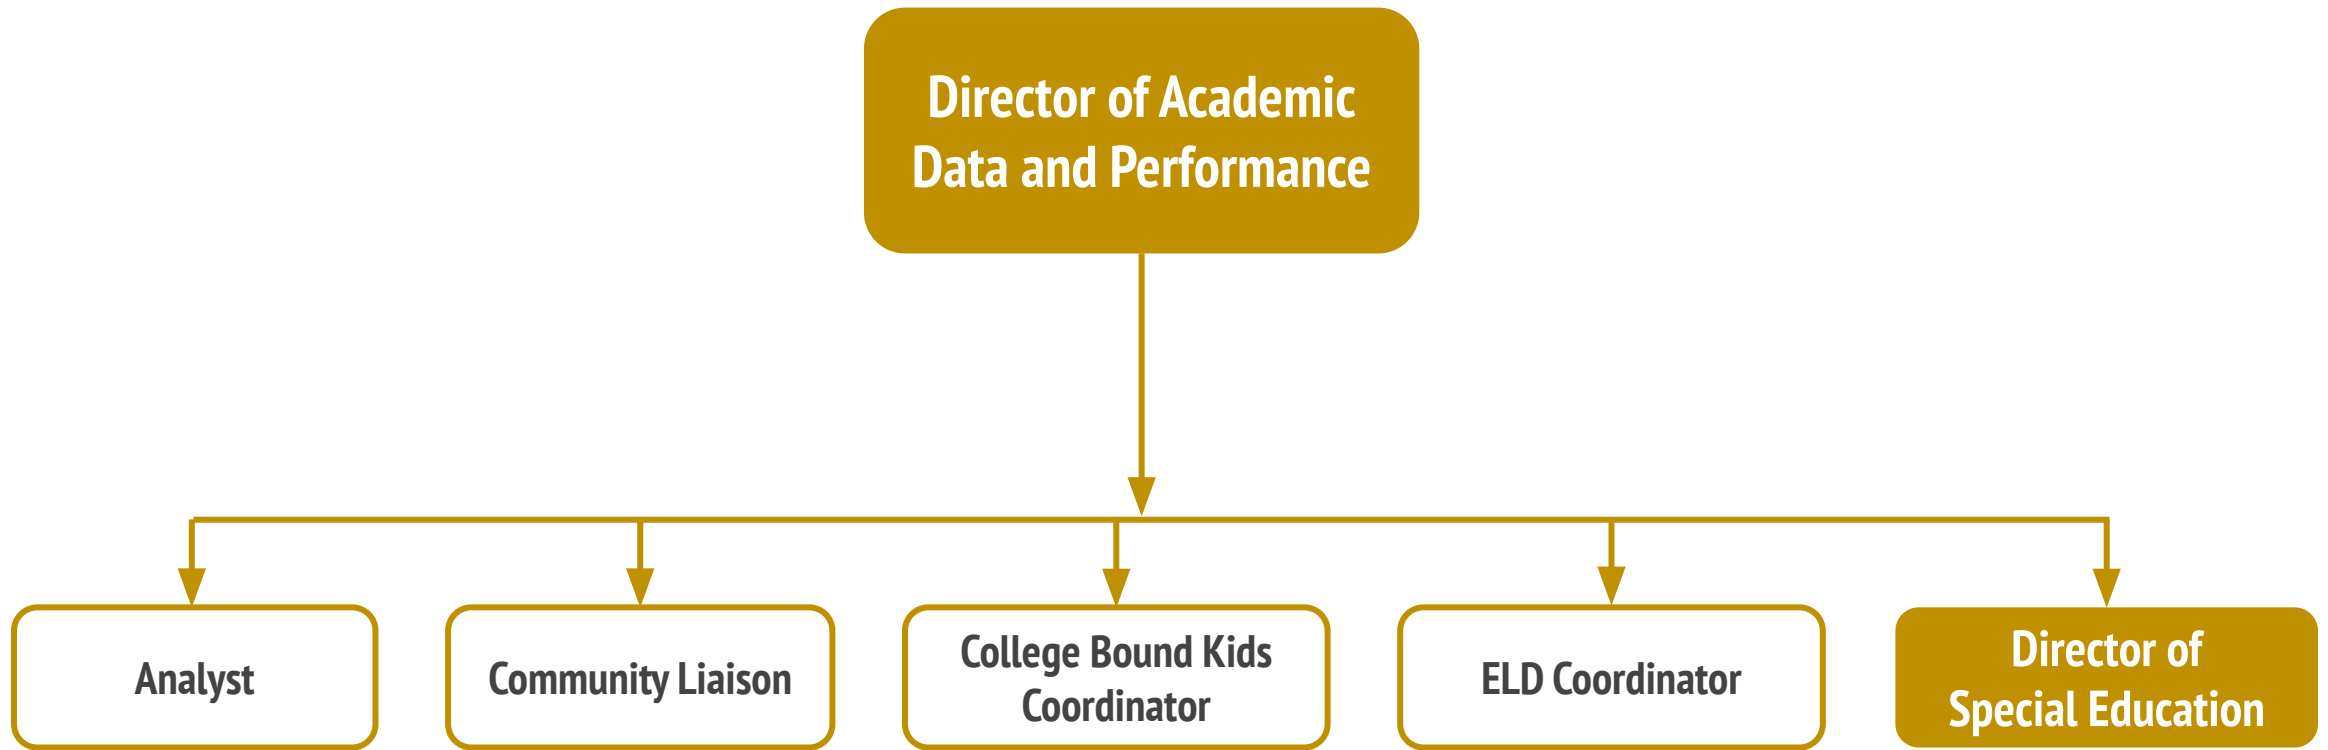 Director of Academic
Data and Performance
Analyst
Community Liaison
College Bound Kids
Coordinator
ELD Coordinator
Director of
Special Education